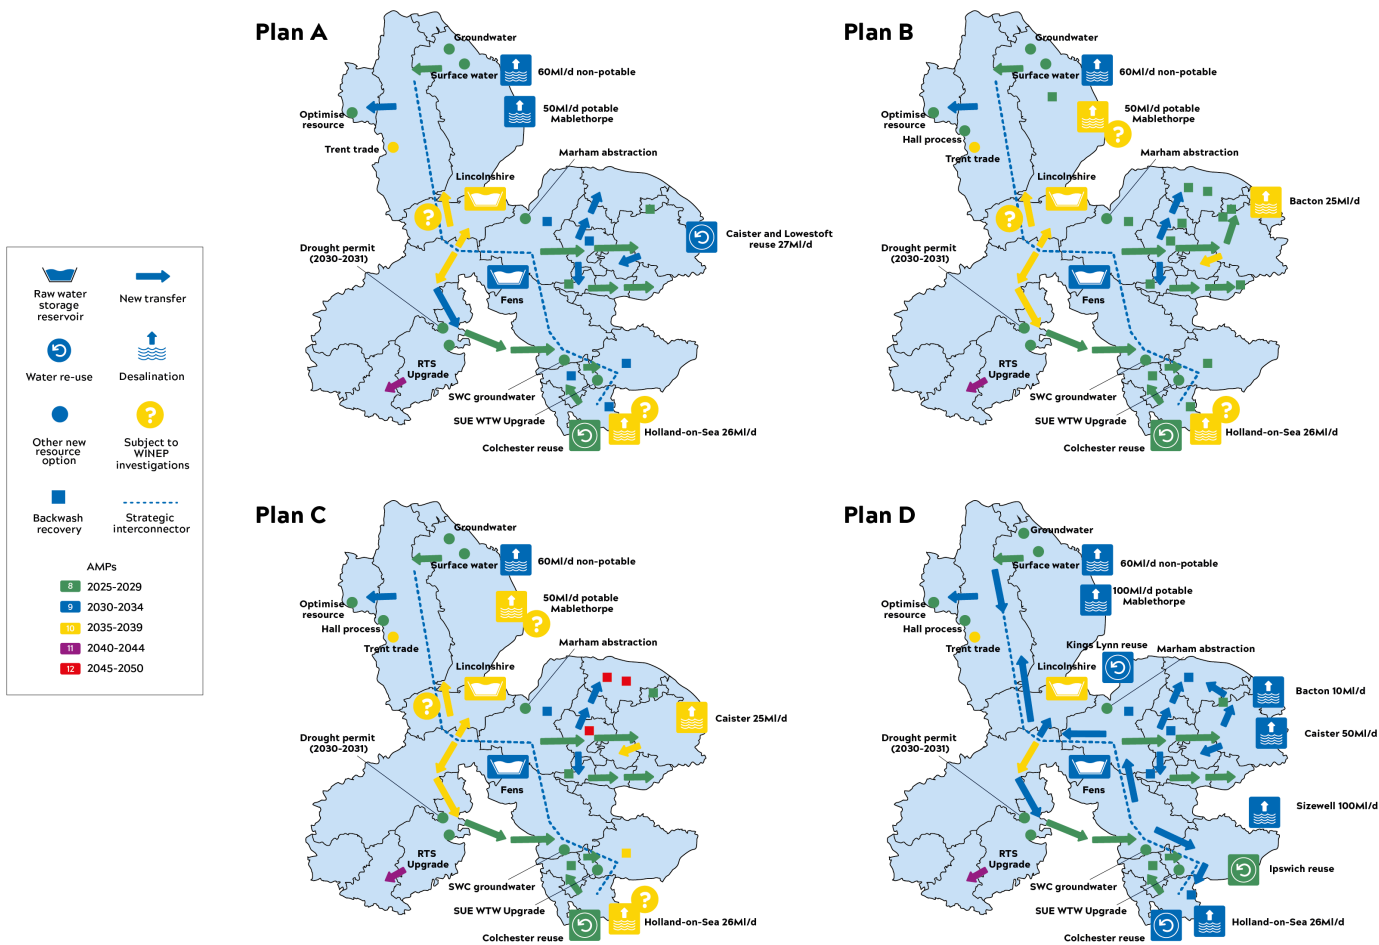 Plan A
Groundwater
Surface water
60Ml/d non-potable
50Ml/d potable
Mablethorpe
Optimise
resource
Trent trade
Marham abstraction
Lincolnshire
?
Caister and Lowestoft
reuse 27Ml/d
Drought permit
(2030-2031)
Fens
RTS
Upgrade
SWC groundwater
SUE WTW Upgrade
?
Holland-on-Sea 26Ml/d
Colchester reuse
Plan B
Groundwater
Surface water
60Ml/d non-potable
50Ml/d potable
Mablethorpe
?
Optimise
resource
Hall process
Trent trade
Marham abstraction
Lincolnshire
?
Bacton 25Ml/d
Drought permit
(2030-2031)
Fens
RTS
Upgrade
SWC groundwater
SUE WTW Upgrade
?
Holland-on-Sea 26Ml/d
Colchester reuse
Raw water
storage
reservoir
New transfer
Water re-use
Desalination
Other new
resource
option
?
Subject to
WINEP
investigations
Backwash
recovery
Strategic
interconnector
AMPs
8 2025-2029
9 2030-2034
10 2035-2039
11 2040-2044
12 2045-2050
Plan C
Groundwater
Surface water
60Ml/d non-potable
50Ml/d potable
Mablethorpe
?
Optimise
resource
Hall process
Trent trade
Marham abstraction
Lincolnshire
?
Caister 25Ml/d
Drought permit
(2030-2031)
Fens
RTS
Upgrade
SWC groundwater
SUE WTW Upgrade
?
Holland-on-Sea 26Ml/d
Colchester reuse
Plan D
Groundwater
Surface water
60Ml/d non-potable
100Ml/d potable
Mablethorpe
Optimise
resource
Hall process
Trent trade
Kings Lynn reuse
Marham abstraction
Lincolnshire
Bacton 10Ml/d
Caister 50Ml/d
Drought permit
(2030-2031)
Fens
Sizewell 100Ml/d
RTS
Upgrade
Ipswich reuse
SWC groundwater
SUE WTW Upgrade
Holland-on-Sea 26Ml/d
Colchester reuse